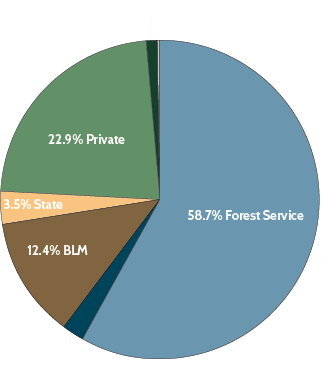 22.9% Private
3.5% State
58.7% Forest Service
12.4% BLM